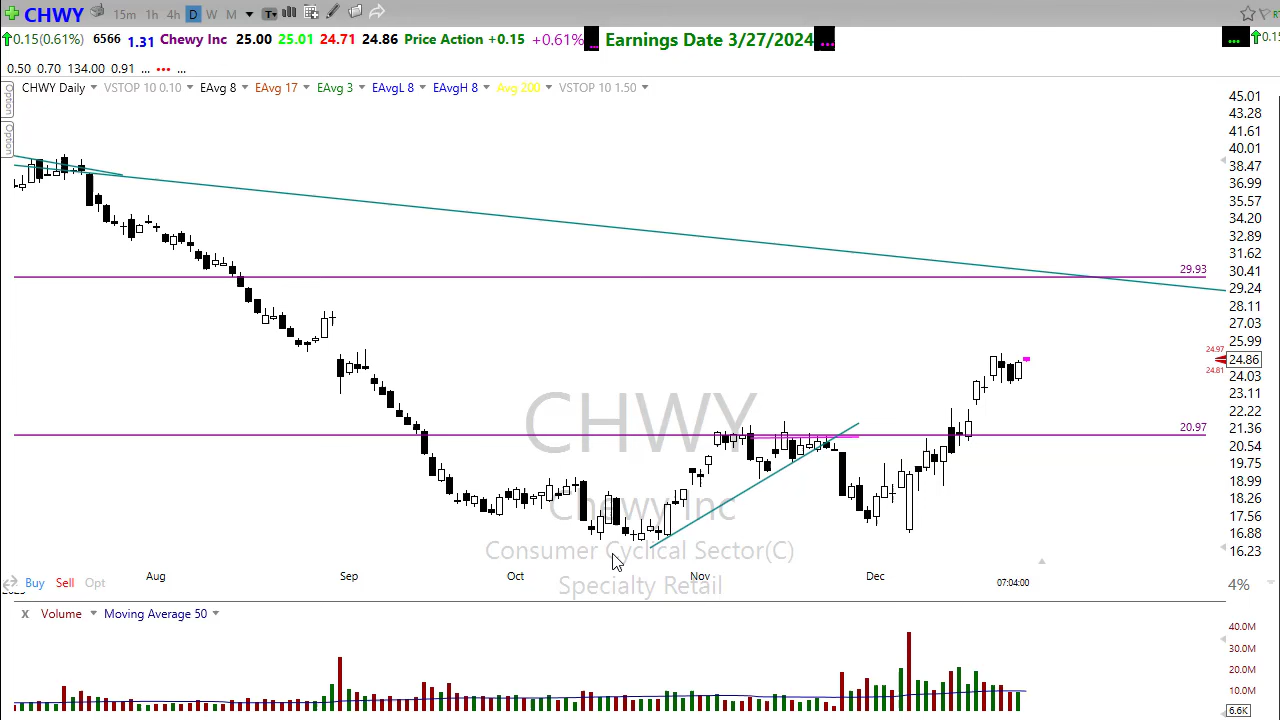 CHWY 15m 1h 4h D W M
0.15(0.61%) 656? 1.31 Chewy Inc 25.00 25.01 24.71 24.86 Price Action +0.15 +0.61% ... Earnings Date 3/27/2024 ... ... 0.15
0.50 0.70 134.00 0.91 ... ... ...
CHWY Daily VSTOP 10 0.10 EAvg 8 EAvg 17 EAvg 3 EAvgL 8 EAvgH 8 Avg 200 VSTOP 10 1.50
Option
Option
45.01
43.28
41.61
40.01
38.47
36.99
35.57
34.20
32.89
31.62
29.93
30.41
29.24
28.11
27.03
25.99
24.97
24.86
24.81
24.03
23.11
22.22
20.97
21.36
20.54
19.75
18.99
18.26
17.56
16.88
16.23
CHWY
Chewy Inc
Consumer Cyclical Sector(C)
Specialty Retail
Aug Sep Oct Nov Dec 07:04:00
Buy Sell Opt 4%
X Volume Moving Average 50
40.0M
30.0M
20.0M
10.0M
6.6K